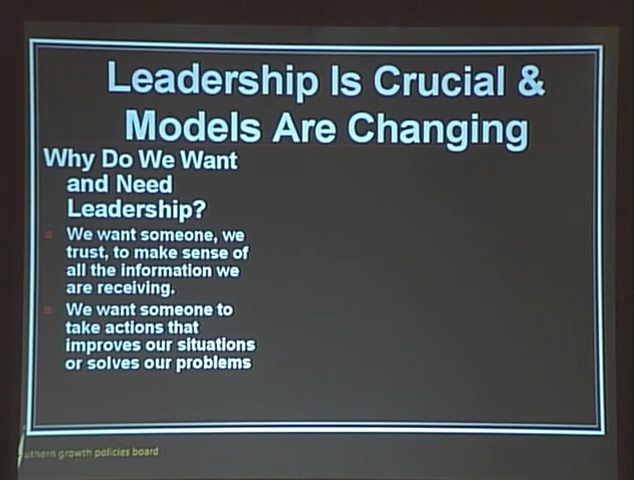 Leadership Is Crucial &
Models Are Changing
Why Do We Want
and Need
Leadership?
We want someone, we
trust, to make sense of
all the information we
are receiving.
We want someone to
take actions that
improves our situations
or solves our problems
uthern growth policies board